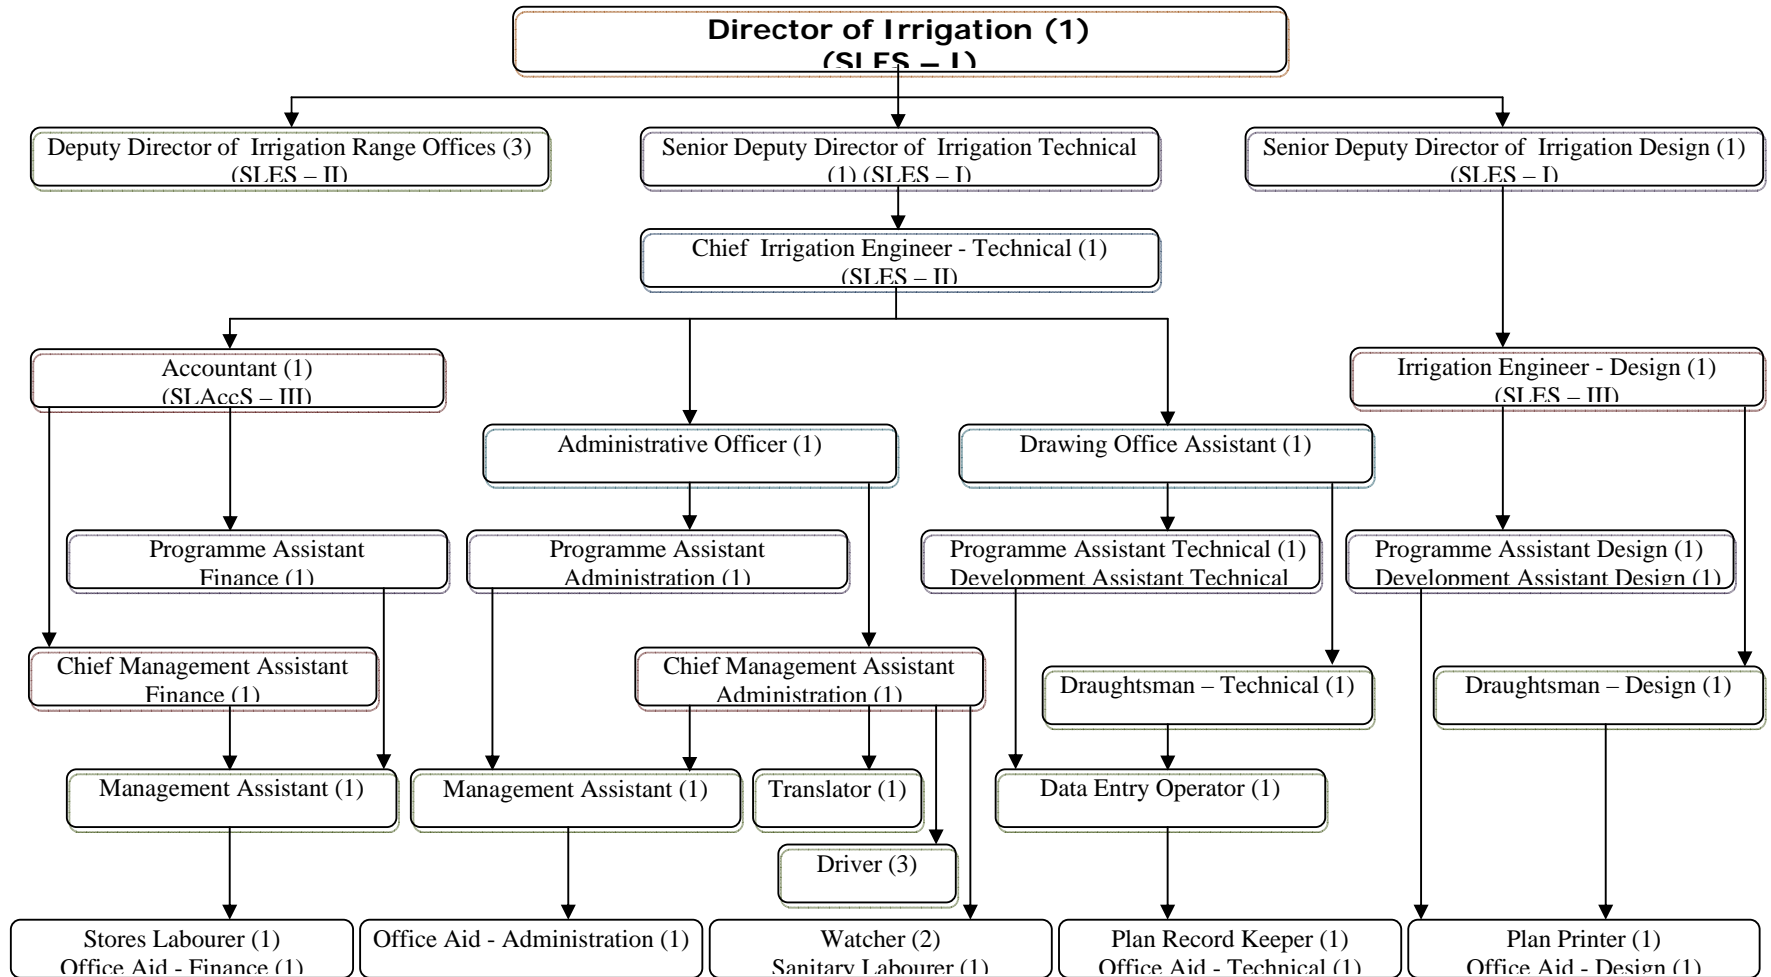 Director of Irrigation (1)
(SLES – I)
Deputy Director of Irrigation Range Offices (3)
(SLES – II)
Senior Deputy Director of Irrigation Technical
(1) (SLES – I)
Senior Deputy Director of Irrigation Design (1)
(SLES – I)
Chief Irrigation Engineer - Technical (1)
(SLES – II)
Accountant (1)
(SLAccS – III)
Irrigation Engineer - Design (1)
(SLES – III)
Administrative Officer (1)
Drawing Office Assistant (1)
Programme Assistant
Finance (1)
Programme Assistant
Administration (1)
Programme Assistant Technical (1)
Development Assistant Technical
Programme Assistant Design (1)
Development Assistant Design (1)
Chief Management Assistant
Finance (1)
Chief Management Assistant
Administration (1)
Draughtsman – Technical (1)
Draughtsman – Design (1)
Management Assistant (1)
Management Assistant (1)
Translator (1)
Data Entry Operator (1)
Driver (3)
Stores Labourer (1)
Office Aid - Finance (1)
Office Aid - Administration (1)
Watcher (2)
Sanitary Labourer (1)
Plan Record Keeper (1)
Office Aid - Technical (1)
Plan Printer (1)
Office Aid - Design (1)